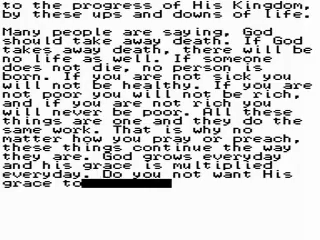 to the progress of His Kingdom,
by these ups and downs of life.
Many people are saying, God
should take away death. If God
takes away death, there will be
no life as well. If someone
does not die, no person is
born. If you are not sick you
will not be healthy. If you are
not poor you will not be rich,
and if you are not rich you
will never be poor. All these
things are one and they do the
same work. That is why no
matter how you pray or preach,
these things continue the way
they are. God grows everyday
and his grace is multiplied
everyday. Do you not want His
grace to